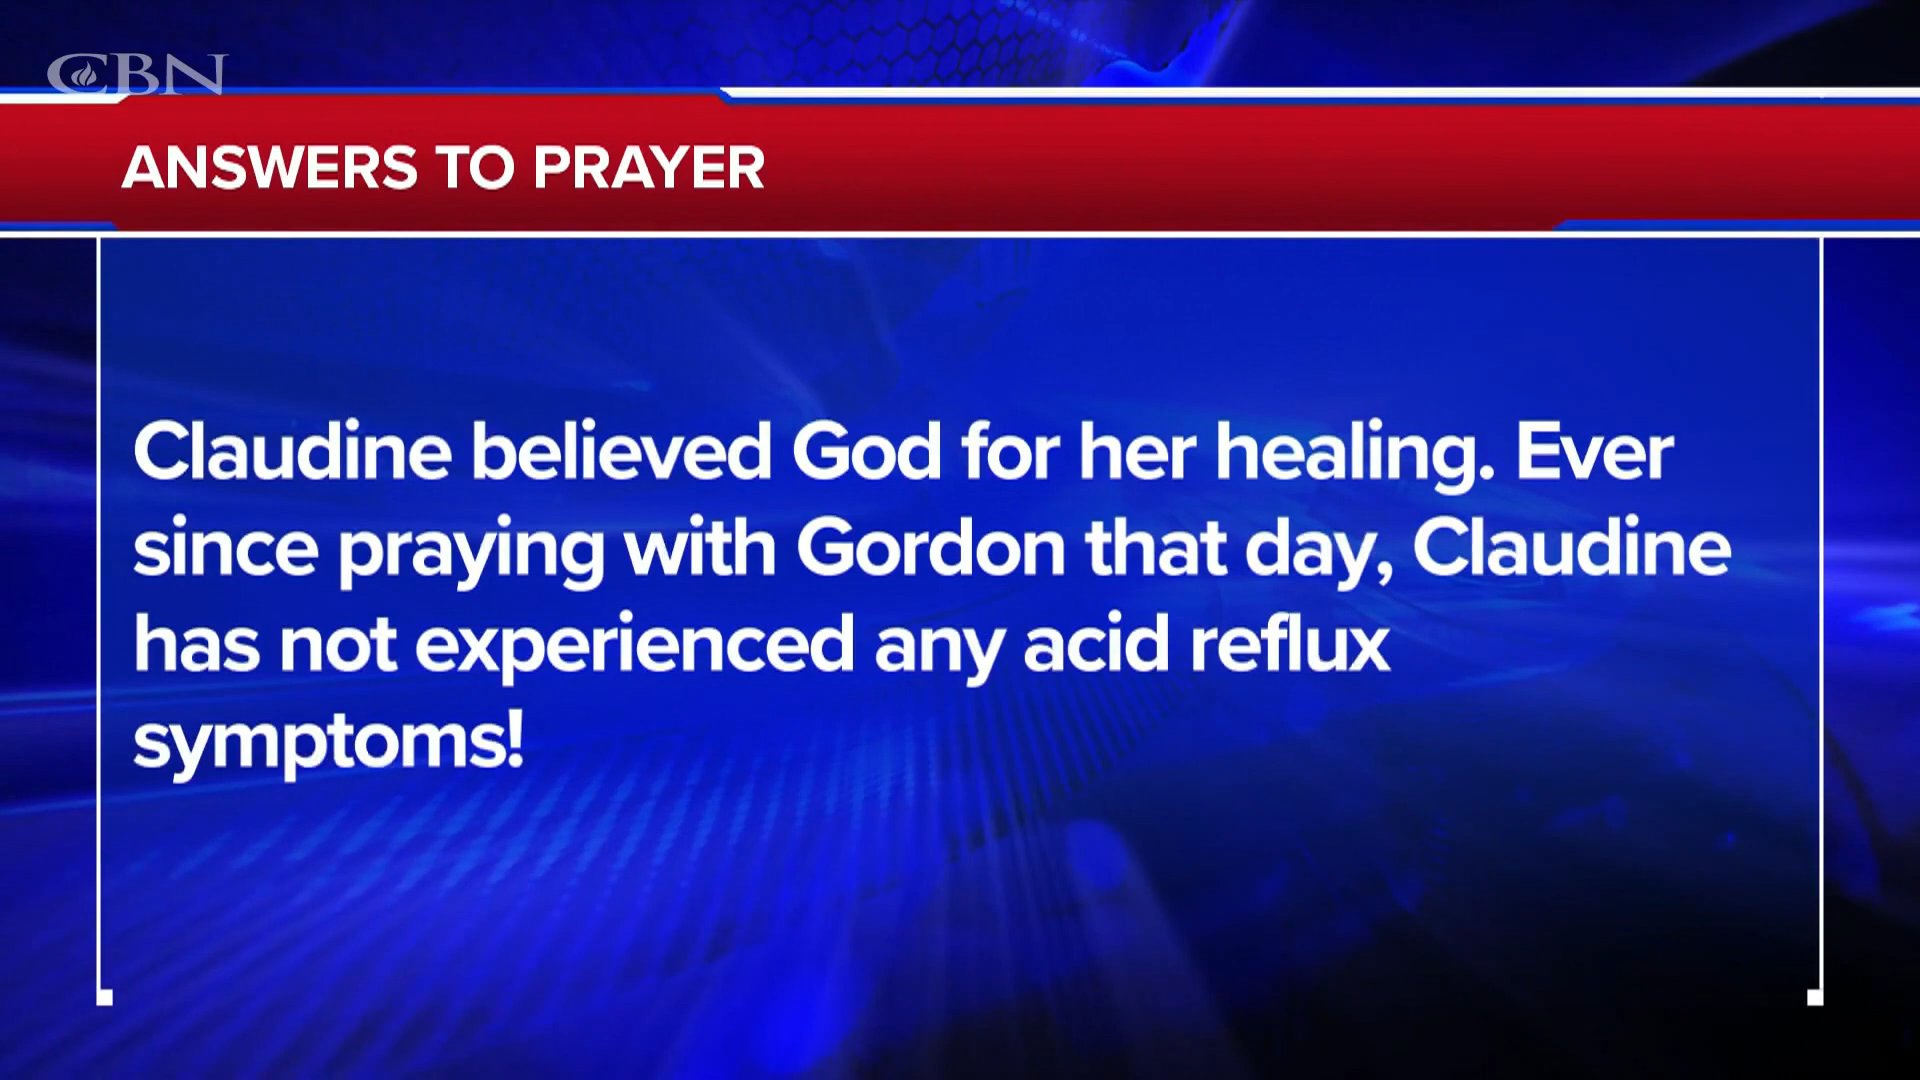 CBN
ANSWERS TO PRAYER
Claudine believed God for her healing. Ever
since praying with Gordon that day, Claudine
has not experienced any acid reflux
symptoms!